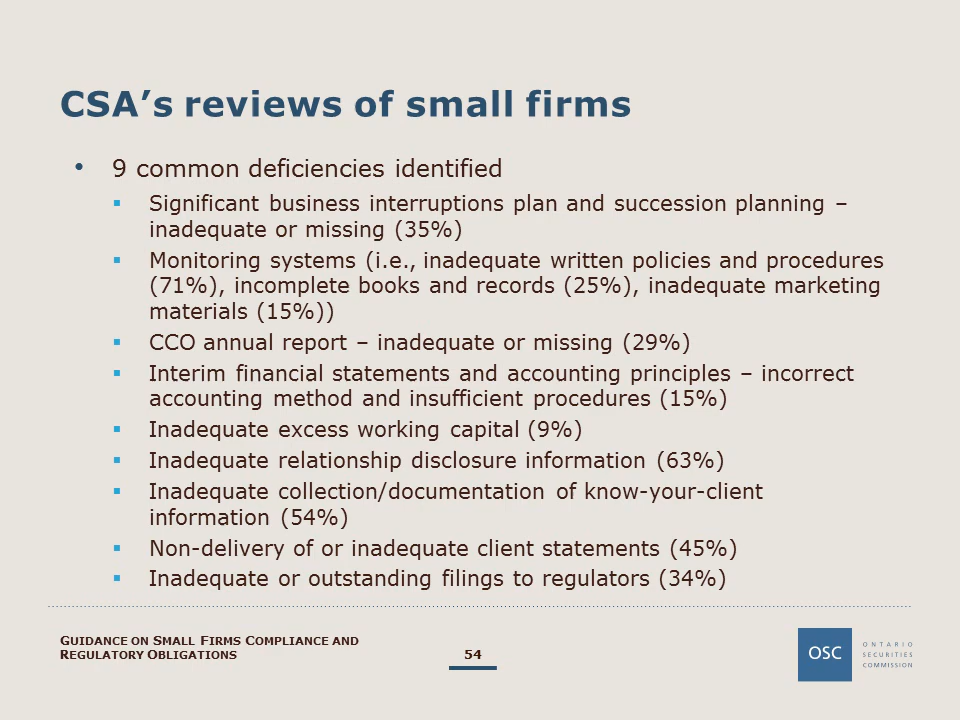 CSA’s reviews of small firms
• 9 common deficiencies identified
▪ Significant business interruptions plan and succession planning –
inadequate or missing (35%)
▪ Monitoring systems (i.e., inadequate written policies and procedures
(71%), incomplete books and records (25%), inadequate marketing
materials (15%))
▪ CCO annual report – inadequate or missing (29%)
▪ Interim financial statements and accounting principles – incorrect
accounting method and insufficient procedures (15%)
▪ Inadequate excess working capital (9%)
▪ Inadequate relationship disclosure information (63%)
▪ Inadequate collection/documentation of know-your-client
information (54%)
▪ Non-delivery of or inadequate client statements (45%)
▪ Inadequate or outstanding filings to regulators (34%)
GUIDANCE ON SMALL FIRMS COMPLIANCE AND
REGULATORY OBLIGATIONS
54
OSC
ONTARIO
SECURITIES
COMMISSION